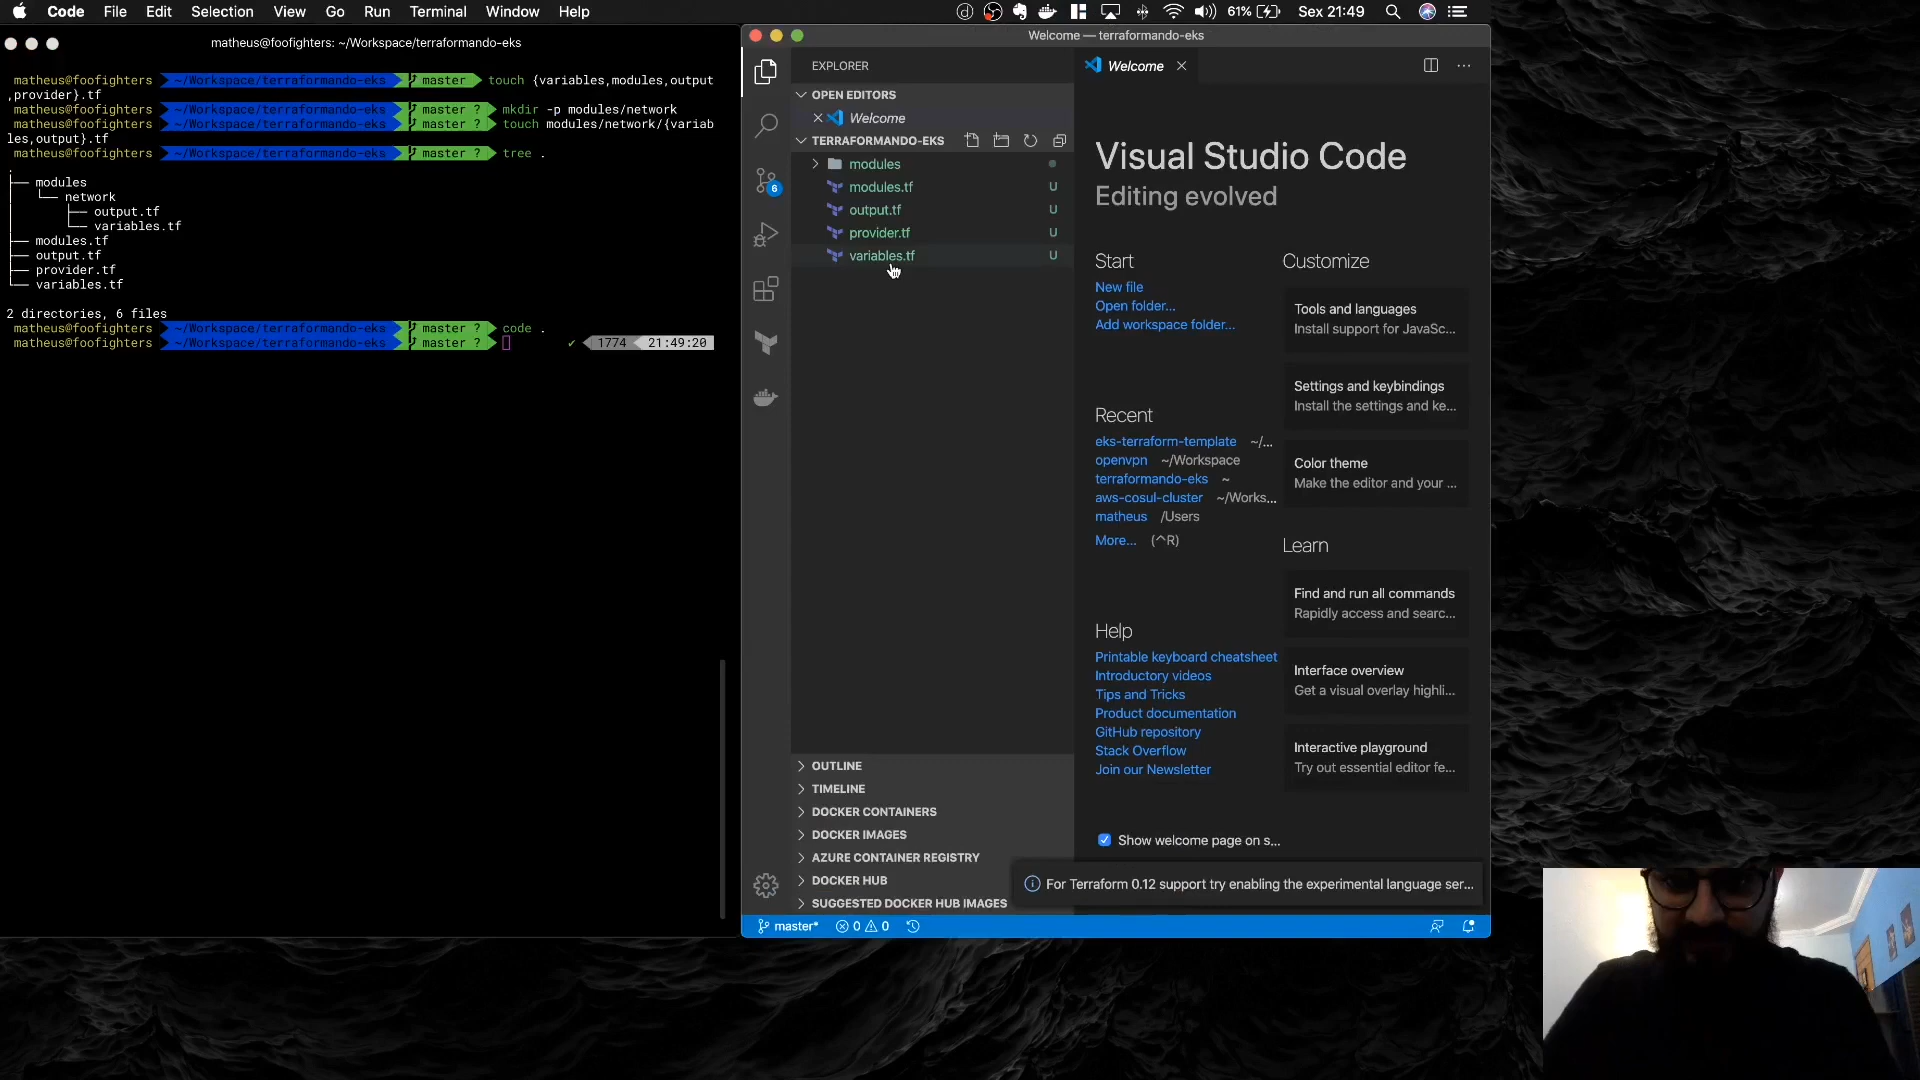 Code File Edit Selection View Go Run Terminal Window Help
61% Sex 21:49
matheus@foofighters: ~/Workspace/terraformando-eks
matheus@foofighters ~/Workspace/terraformando-eks master touch {variables,modules,output
,provider}.tf
matheus@foofighters ~/Workspace/terraformando-eks master ? mkdir -p modules/network
matheus@foofighters ~/Workspace/terraformando-eks master ? touch modules/network/{variab
les,output}.tf
matheus@foofighters ~/Workspace/terraformando-eks master ? tree .
.
├── modules
│   └── network
│       ├── output.tf
│       └── variables.tf
├── modules.tf
├── output.tf
├── provider.tf
└── variables.tf
2 directories, 6 files
matheus@foofighters ~/Workspace/terraformando-eks master ? code .
matheus@foofighters ~/Workspace/terraformando-eks master ? ✔ 1774 21:49:20
Welcome — terraformando-eks
EXPLORER
OPEN EDITORS
Welcome
TERRAFORMANDO-EKS
modules
modules.tf U
output.tf U
provider.tf U
variables.tf U
6
OUTLINE
TIMELINE
DOCKER CONTAINERS
DOCKER IMAGES
AZURE CONTAINER REGISTRY
DOCKER HUB
SUGGESTED DOCKER HUB IMAGES
Welcome
Visual Studio Code
Editing evolved
Start
New file
Open folder...
Add workspace folder...
Recent
eks-terraform-template ~/...
openvpn ~/Workspace
terraformando-eks ~
aws-cosul-cluster ~/Works...
matheus /Users
More... (^R)
Help
Printable keyboard cheatsheet
Introductory videos
Tips and Tricks
Product documentation
GitHub repository
Stack Overflow
Join our Newsletter
Show welcome page on s...
Customize
Tools and languages
Install support for JavaSc...
Settings and keybindings
Install the settings and ke...
Color theme
Make the editor and your ...
Learn
Find and run all commands
Rapidly access and searc...
Interface overview
Get a visual overlay highli...
Interactive playground
Try out essential editor fe...
For Terraform 0.12 support try enabling the experimental language ser...
master* 0 0